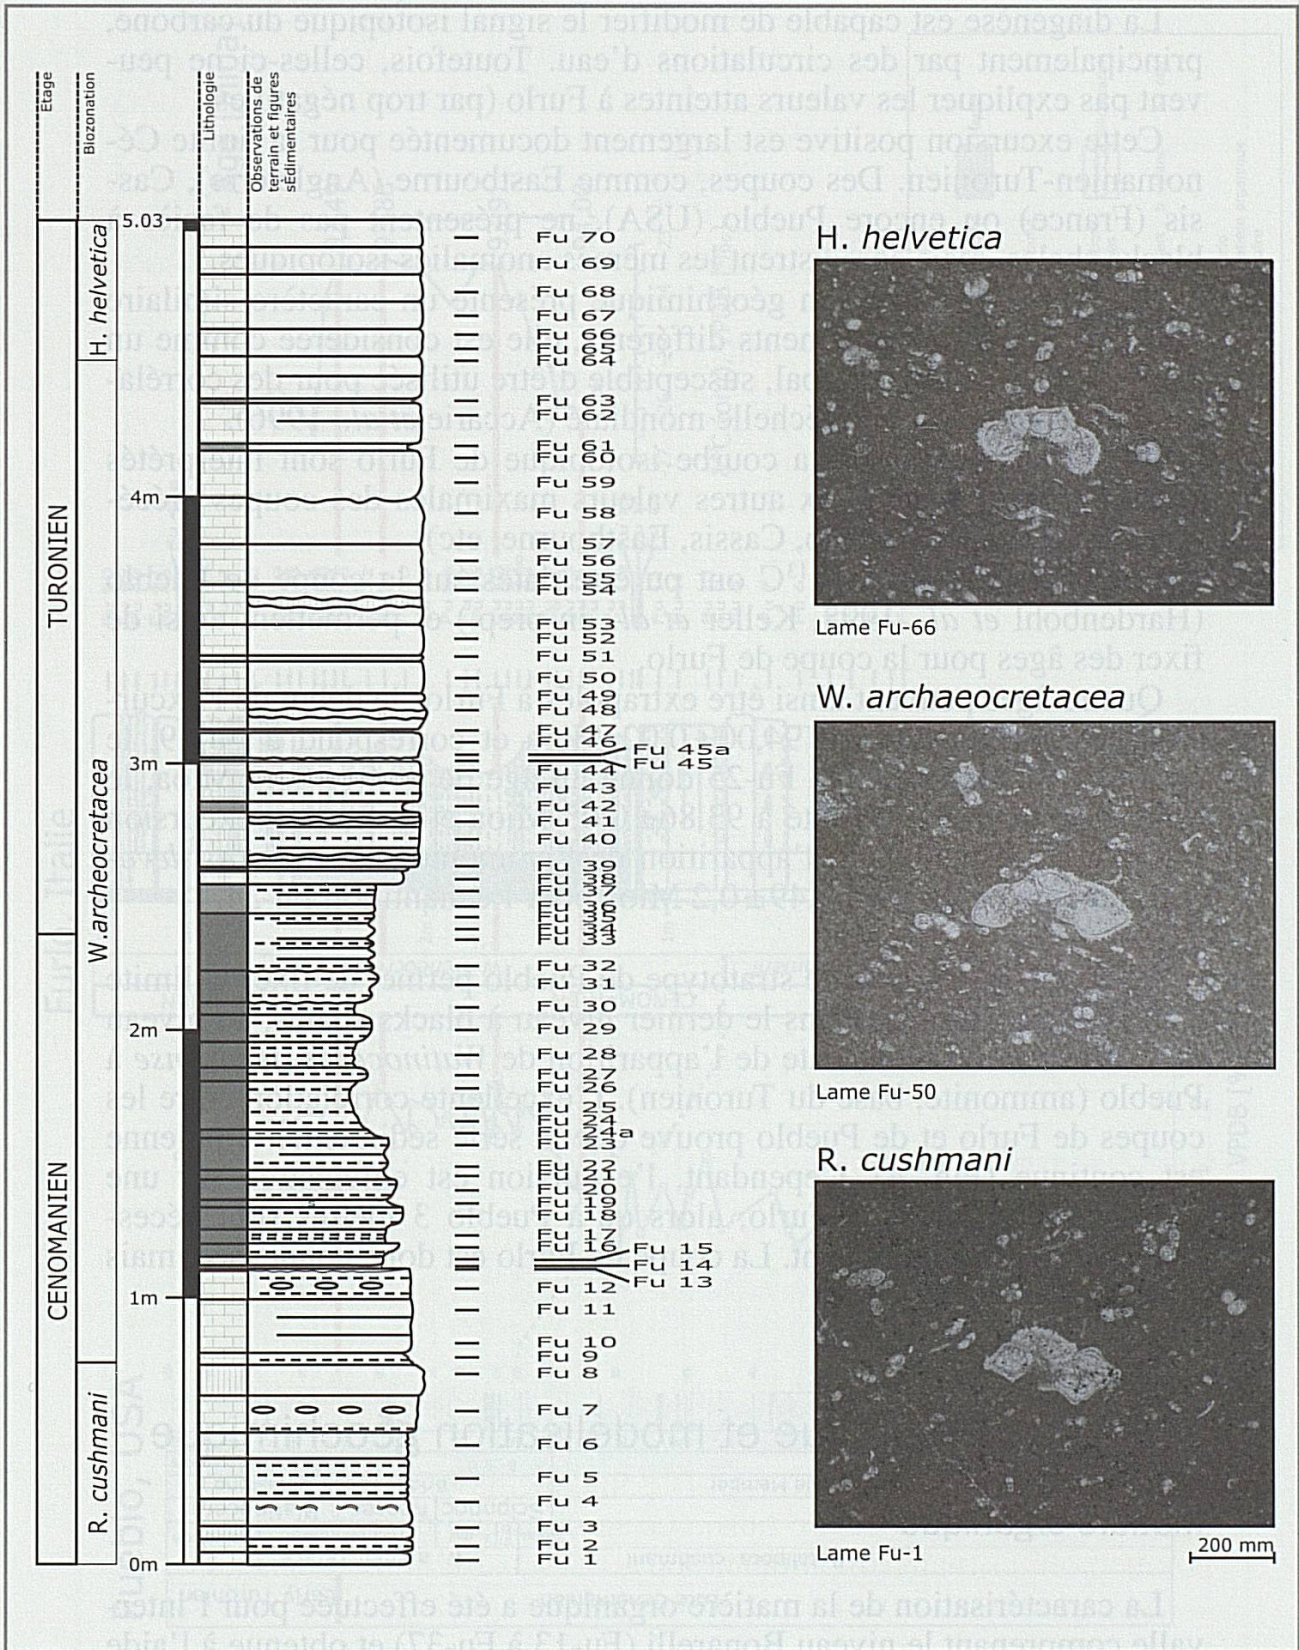 Etage
Biozonation
Lithologie
Observations de
terrain et figures
sÉdimentaires
TURONIEN
CENOMANIEN
H. helvetica
W.archeocretacea
R. cushmani
5.03
4m
3m
2m
1m
0m
Fu 70
Fu 69
Fu 68
Fu 67
Fu 66
Fu 65
Fu 64
Fu 63
Fu 62
Fu 61
Fu 60
Fu 59
Fu 58
Fu 57
Fu 56
Fu 55
Fu 54
Fu 53
Fu 52
Fu 51
Fu 50
Fu 49
Fu 48
Fu 47
Fu 46
Fu 45a
Fu 45
Fu 44
Fu 43
Fu 42
Fu 41
Fu 40
Fu 39
Fu 38
Fu 37
Fu 36
Fu 35
Fu 34
Fu 33
Fu 32
Fu 31
Fu 30
Fu 29
Fu 28
Fu 27
Fu 26
Fu 25
Fu 24
Fu 24a
Fu 23
Fu 22
Fu 21
Fu 20
Fu 19
Fu 18
Fu 17
Fu 16
Fu 15
Fu 14
Fu 13
Fu 12
Fu 11
Fu 10
Fu 9
Fu 8
Fu 7
Fu 6
Fu 5
Fu 4
Fu 3
Fu 2
Fu 1
H. helvetica
Lame Fu-66
W. archaeocretacea
Lame Fu-50
R. cushmani
Lame Fu-1
200 mm